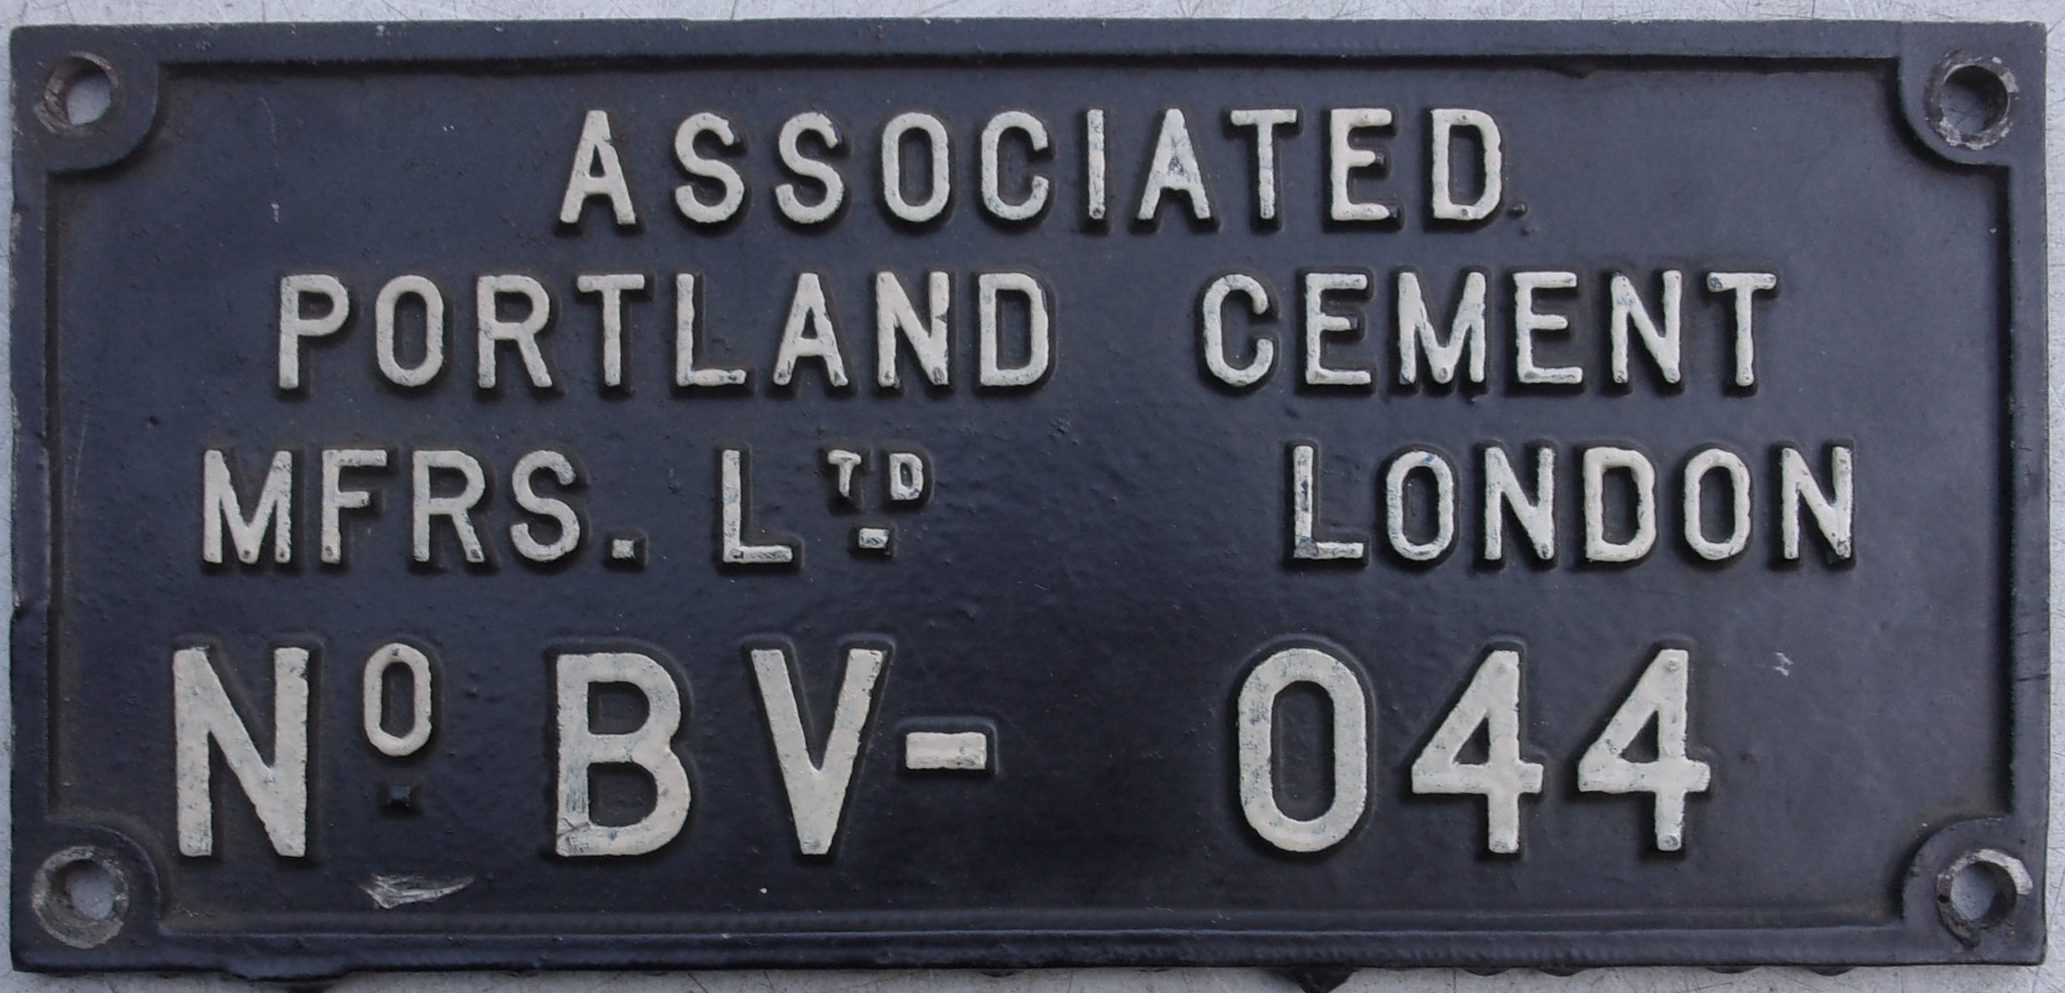 ASSOCIATED
PORTLAND CEMENT
MFRS. LTD LONDON
NO BV- 044